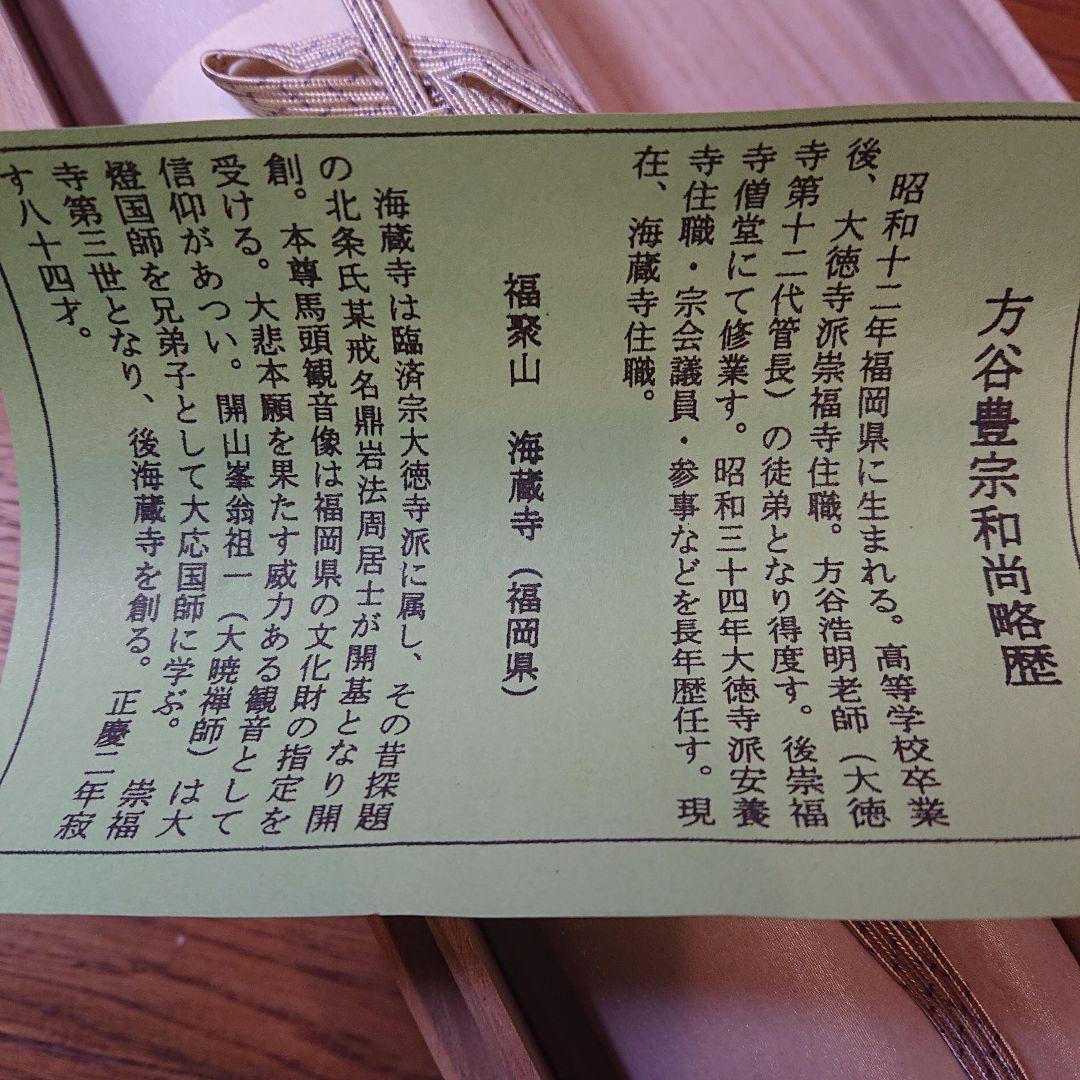 方谷豊宗和尚略歴
昭和十二年福岡県に生まれる。高等学校卒業
後、大徳寺派崇福寺住職。方谷浩明老師（大徳
寺第十二代管長）の徒弟となり得度す。後崇福
寺僧堂にて修業す。昭和三十四年大徳寺派安養
寺住職・宗会議員・参事などを長年歴任す。現
在、海蔵寺住職。
福聚山　海蔵寺（福岡県）
海蔵寺は臨済宗大徳寺派に属し、その昔探題
の北条氏某戒名鼎岩法周居士が開基となり開
創。本尊馬頭観音像は福岡県の文化財の指定を
受ける。大悲本願を果たす威力ある観音として
信仰があつい。開山峯翁祖一（大暁禅師）は大
燈国師を兄弟子として大応国師に学ぶ。崇福
寺第三世となり、後海蔵寺を創る。正慶二年寂
す八十四才。